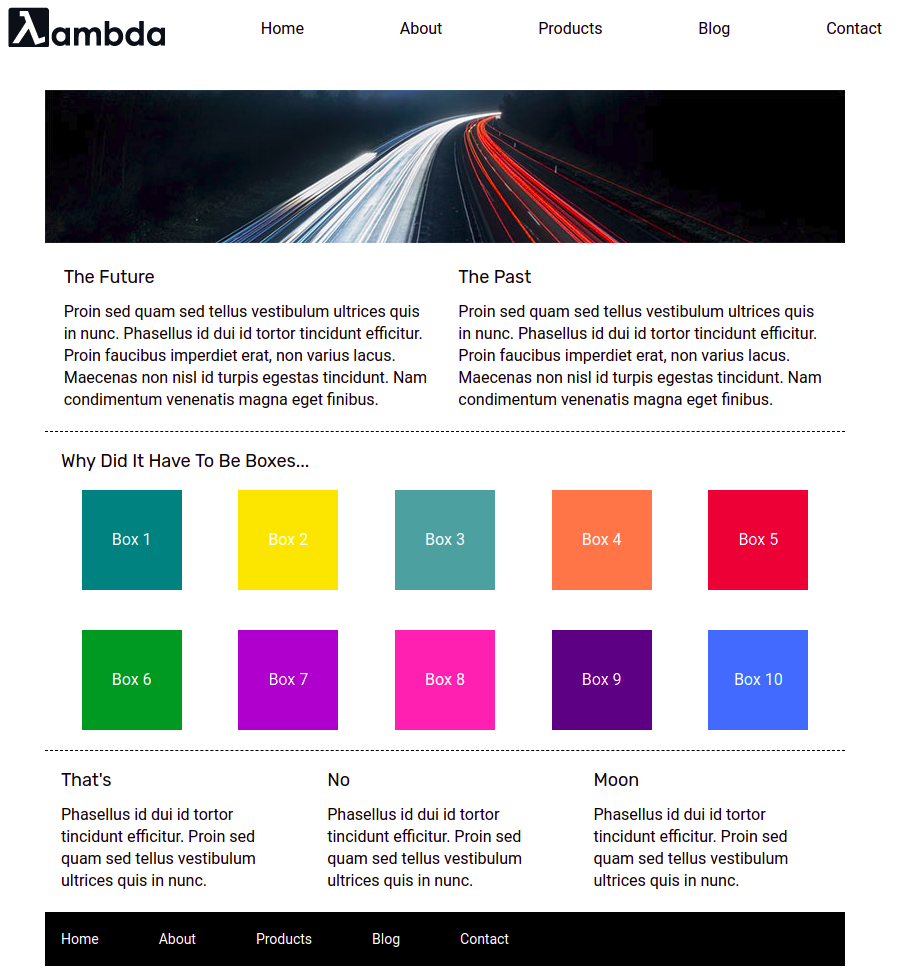 λambda Home About Products Blog Contact
The Future
Proin sed quam sed tellus vestibulum ultrices quis
in nunc. Phasellus id dui id tortor tincidunt efficitur.
Proin faucibus imperdiet erat, non varius lacus.
Maecenas non nisl id turpis egestas tincidunt. Nam
condimentum venenatis magna eget finibus.
The Past
Proin sed quam sed tellus vestibulum ultrices quis
in nunc. Phasellus id dui id tortor tincidunt efficitur.
Proin faucibus imperdiet erat, non varius lacus.
Maecenas non nisl id turpis egestas tincidunt. Nam
condimentum venenatis magna eget finibus.
Why Did It Have To Be Boxes...
Box 1 Box 2 Box 3 Box 4 Box 5
Box 6 Box 7 Box 8 Box 9 Box 10
That's
Phasellus id dui id tortor
tincidunt efficitur. Proin sed
quam sed tellus vestibulum
ultrices quis in nunc.
No
Phasellus id dui id tortor
tincidunt efficitur. Proin sed
quam sed tellus vestibulum
ultrices quis in nunc.
Moon
Phasellus id dui id tortor
tincidunt efficitur. Proin sed
quam sed tellus vestibulum
ultrices quis in nunc.
Home About Products Blog Contact